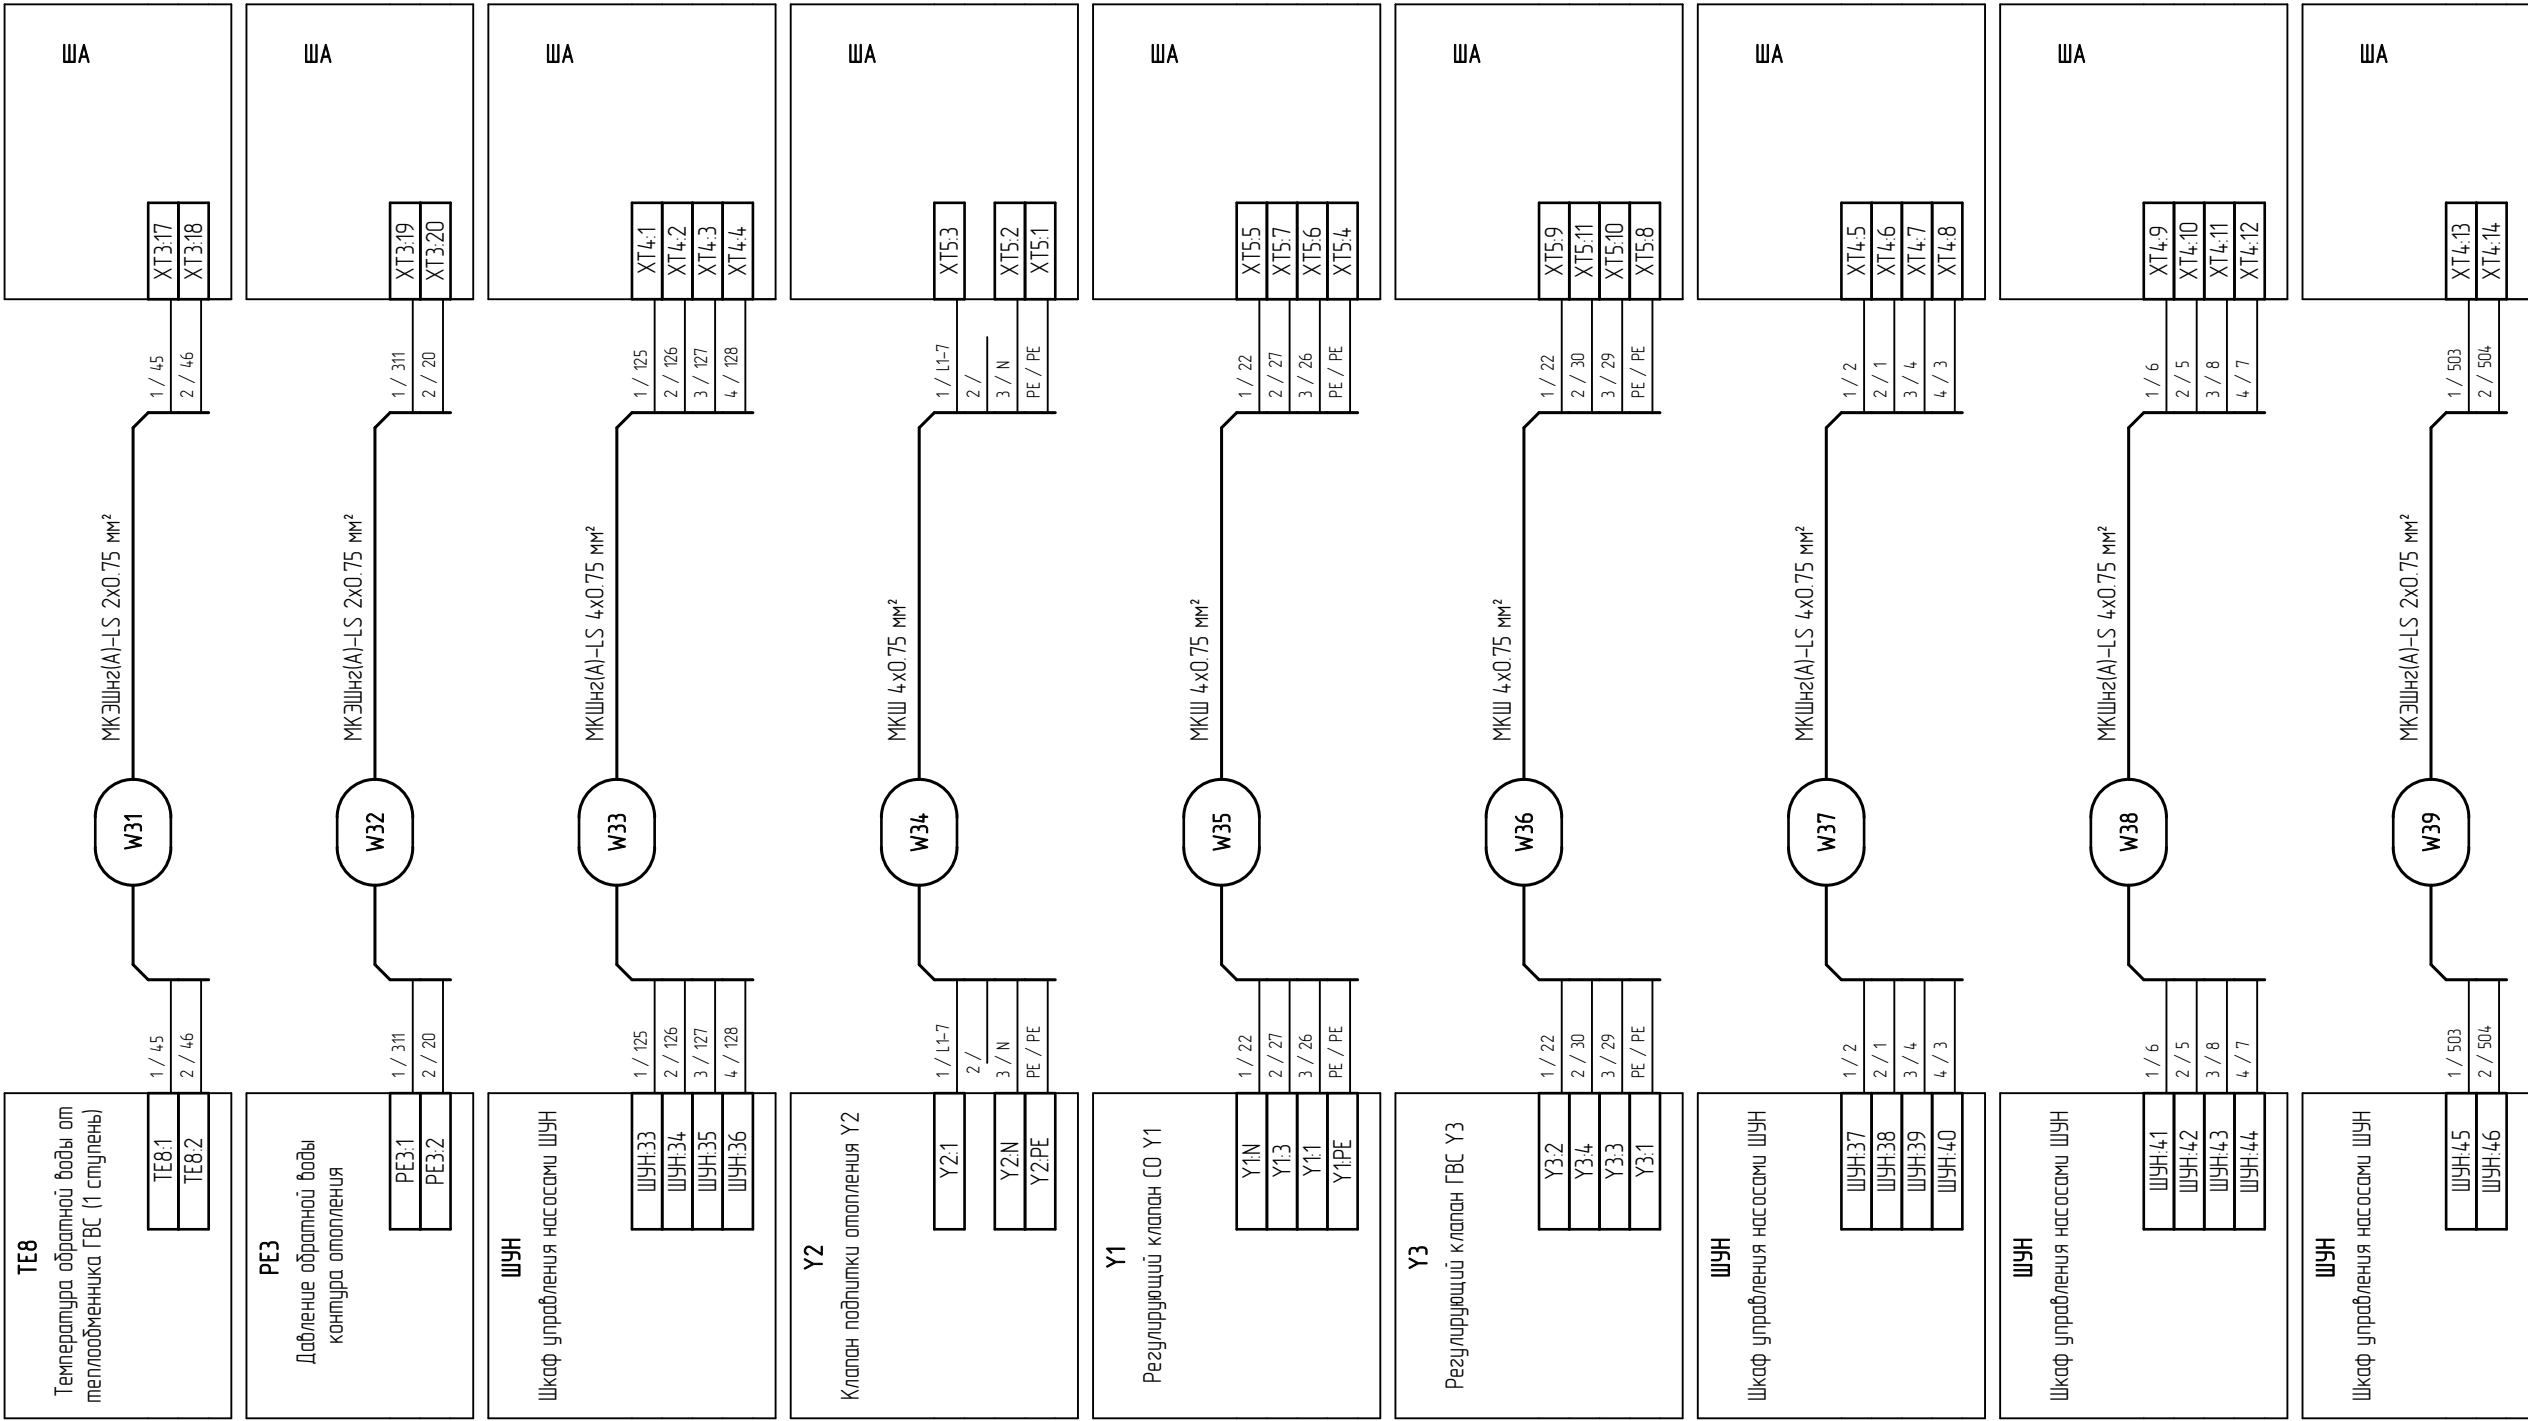 ТЕ8
Температура обратной воды от
теплообменника ГВС (1 ступень)
ТЕ8:1
ТЕ8:2
1 / 45
2 / 46
W31
МКЭШнг(А)-LS 2x0.75 мм²
1 / 45
2 / 46
XT3:17
XT3:18
ША
РЕ3
Давление обратной воды
контура отопления
РЕ3:1
РЕ3:2
1 / 311
2 / 20
W32
МКЭШнг(А)-LS 2x0.75 мм²
1 / 311
2 / 20
XT3:19
XT3:20
ША
ШУН
Шкаф управления насосами ШУН
ШУН:33
ШУН:34
ШУН:35
ШУН:36
1 / 125
2 / 126
3 / 127
4 / 128
W33
МКШнг(А)-LS 4x0.75 мм²
1 / 125
2 / 126
3 / 127
4 / 128
XT4:1
XT4:2
XT4:3
XT4:4
ША
Y2
Клапан подпитки отопления Y2
Y2:1
Y2:N
Y2:PE
1 / L1-7
2 /
3 / N
PE / PE
W34
МКШ 4x0.75 мм²
1 / L1-7
2 /
3 / N
PE / PE
XT5:3
XT5:2
XT5:1
ША
Y1
Регулирующий клапан СО Y1
Y1:N
Y1:3
Y1:1
Y1:PE
1 / 22
2 / 27
3 / 26
PE / PE
W35
МКШ 4x0.75 мм²
1 / 22
2 / 27
3 / 26
PE / PE
XT5:5
XT5:7
XT5:6
XT5:4
ША
Y3
Регулирующий клапан ГВС Y3
Y3:2
Y3:4
Y3:3
Y3:1
1 / 22
2 / 30
3 / 29
PE / PE
W36
МКШ 4x0.75 мм²
1 / 22
2 / 30
3 / 29
PE / PE
XT5:9
XT5:11
XT5:10
XT5:8
ША
ШУН
Шкаф управления насосами ШУН
ШУН:37
ШУН:38
ШУН:39
ШУН:40
1 / 2
2 / 1
3 / 4
4 / 3
W37
МКШнг(А)-LS 4x0.75 мм²
1 / 2
2 / 1
3 / 4
4 / 3
XT4:5
XT4:6
XT4:7
XT4:8
ША
ШУН
Шкаф управления насосами ШУН
ШУН:41
ШУН:42
ШУН:43
ШУН:44
1 / 6
2 / 5
3 / 8
4 / 7
W38
МКШнг(А)-LS 4x0.75 мм²
1 / 6
2 / 5
3 / 8
4 / 7
XT4:9
XT4:10
XT4:11
XT4:12
ША
ШУН
Шкаф управления насосами ШУН
ШУН:45
ШУН:46
1 / 503
2 / 504
W39
МКЭШнг(А)-LS 2x0.75 мм²
1 / 503
2 / 504
XT4:13
XT4:14
ША